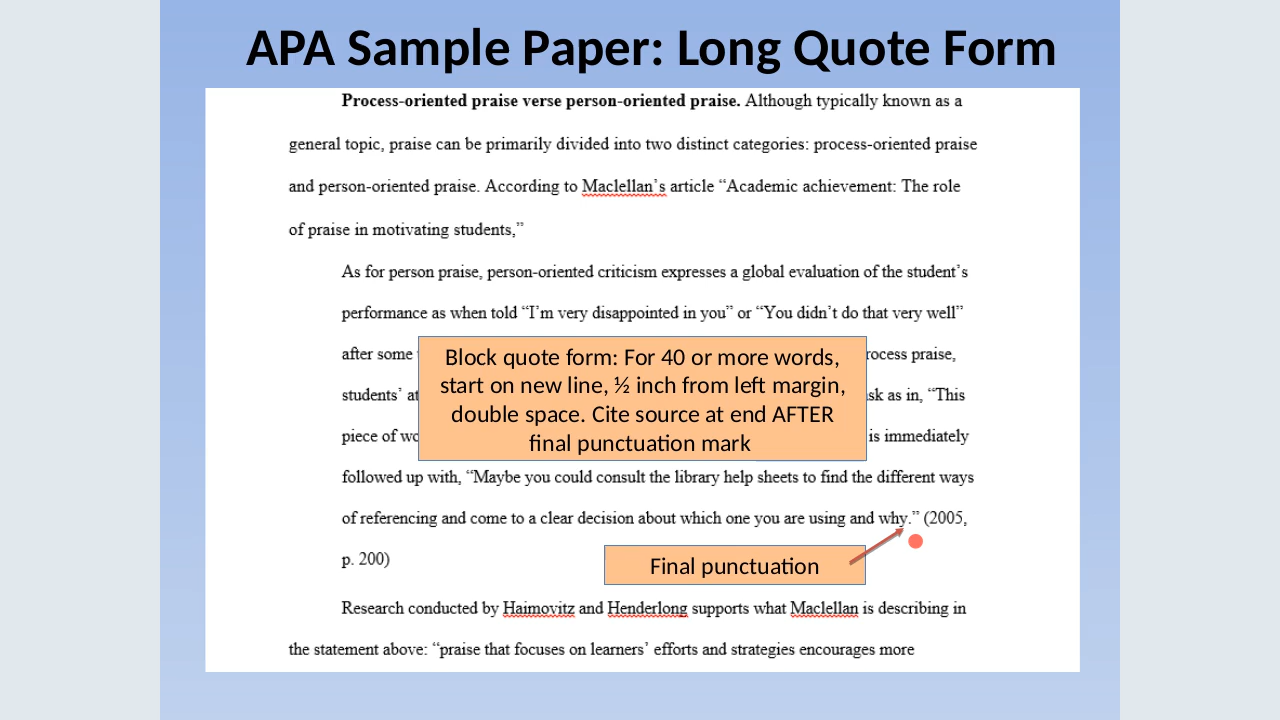 APA Sample Paper: Long Quote Form
Process-oriented praise verse person-oriented praise. Although typically known as a
general topic, praise can be primarily divided into two distinct categories: process-oriented praise
and person-oriented praise. According to Maclellan’s article “Academic achievement: The role
of praise in motivating students,”
As for person praise, person-oriented criticism expresses a global evaluation of the student’s
performance as when told “I’m very disappointed in you” or “You didn’t do that very well”
after some praise,
students’ as in, “This
piece of is immediately
Block quote form: For 40 or more words,
start on new line, ½ inch from left margin,
double space. Cite source at end AFTER
final punctuation mark
followed up with, “Maybe you could consult the library help sheets to find the different ways
of referencing and come to a clear decision about which one you are using and why.” (2005,
p. 200)
Final punctuation
Research conducted by Haimovitz and Henderlong supports what Maclellan is describing in
the statement above: “praise that focuses on learners’ efforts and strategies encourages more